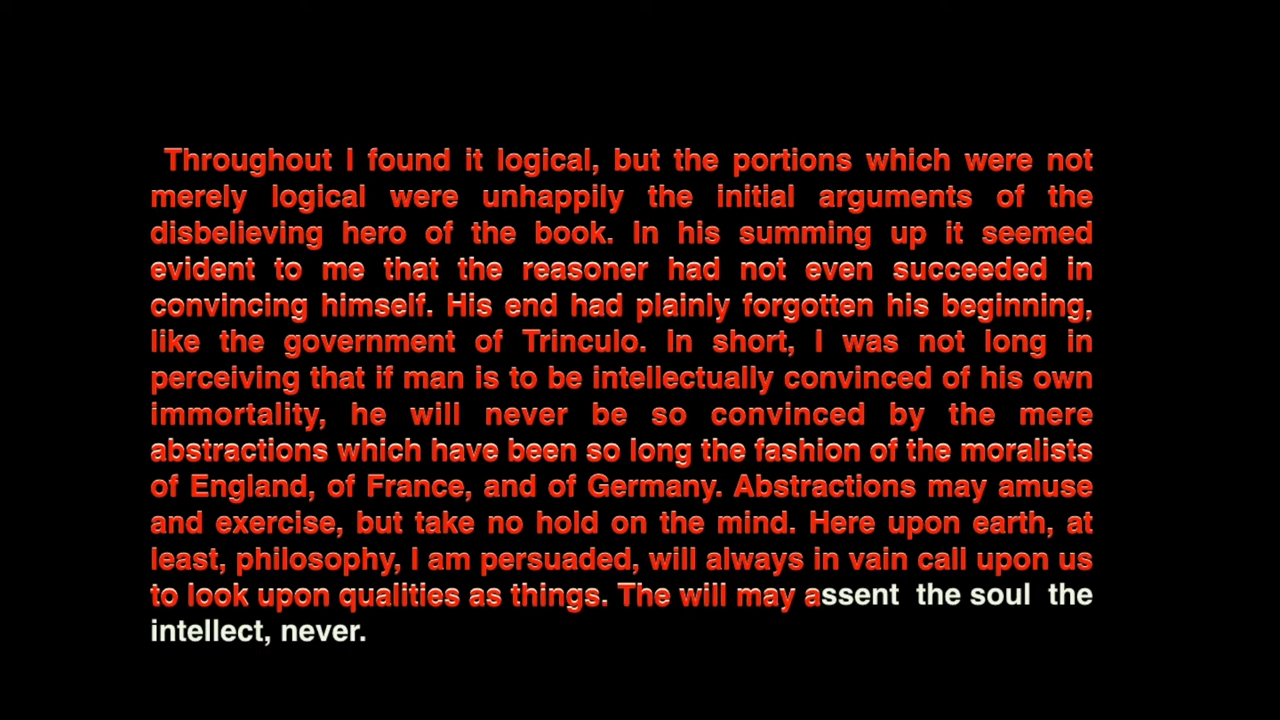 Throughout I found it logical, but the portions which were not
merely logical were unhappily the initial arguments of the
disbelieving hero of the book. In his summing up it seemed
evident to me that the reasoner had not even succeeded in
convincing himself. His end had plainly forgotten his beginning,
like the government of Trinculo. In short, I was not long in
perceiving that if man is to be intellectually convinced of his own
immortality, he will never be so convinced by the mere
abstractions which have been so long the fashion of the moralists
of England, of France, and of Germany. Abstractions may amuse
and exercise, but take no hold on the mind. Here upon earth, at
least, philosophy, I am persuaded, will always in vain call upon us
to look upon qualities as things. The will may assent the soul the
intellect, never.